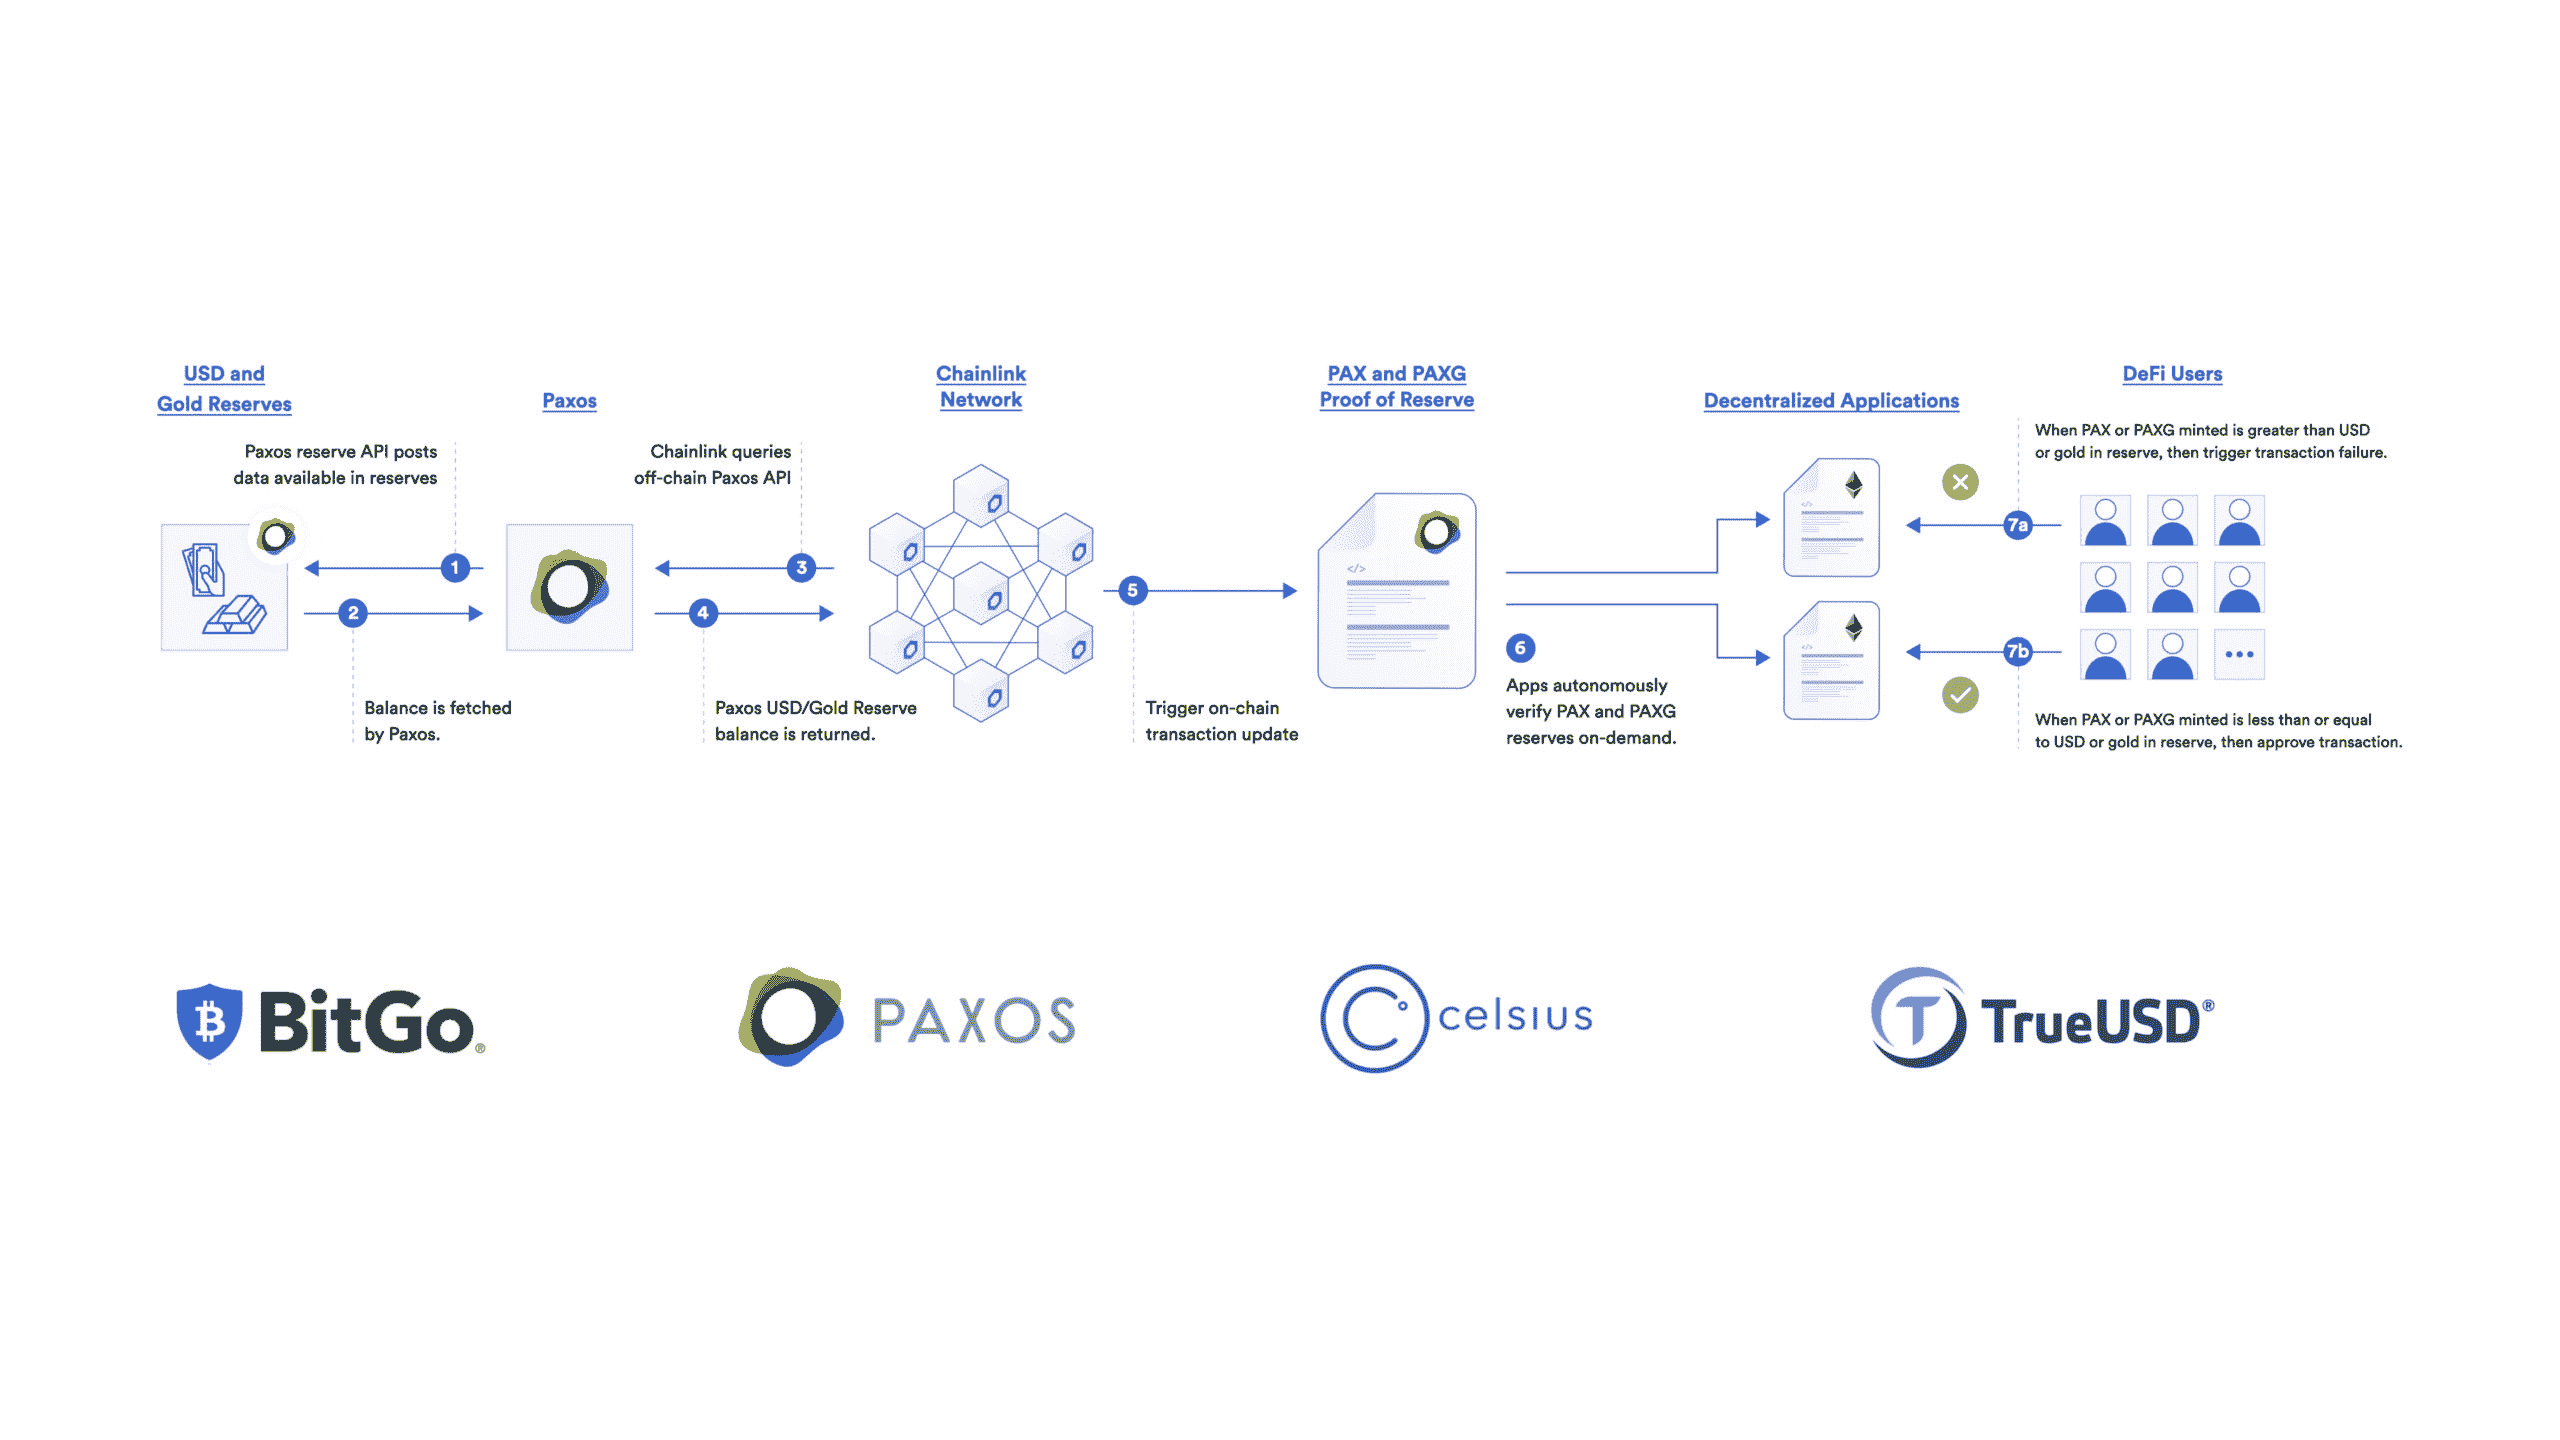 USD and
Gold Reserves
Paxos
Chainlink
Network
PAX and PAXG
Proof of Reserve
Decentralized Applications
DeFi Users
Paxos reserve API posts
data available in reserves
Chainlink queries
off-chain Paxos API
When PAX or PAXG minted is greater than USD
or gold in reserve, then trigger transaction failure.
1
2
3
4
5
6
7a
7b
</>
</>
</>
Balance is fetched
by Paxos.
Paxos USD/Gold Reserve
balance is returned.
Trigger on-chain
transaction update
Apps autonomously
verify PAX and PAXG
reserves on-demand.
When PAX or PAXG minted is less than or equal
to USD or gold in reserve, then approve transaction.
BitGo®
PAXOS
celsius
TrueUSD®